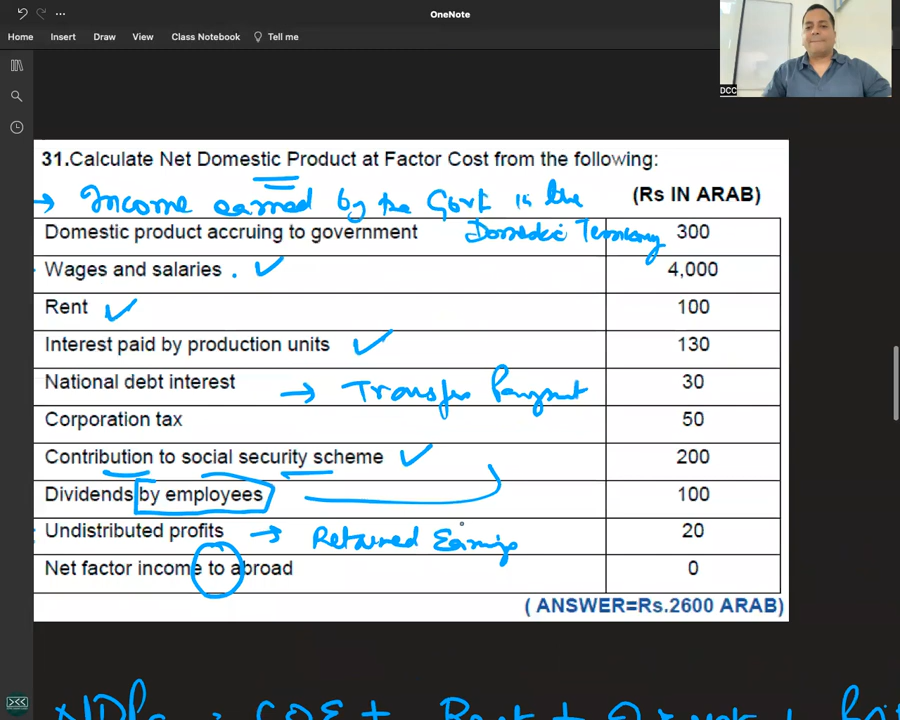 OneNote
Home Insert Draw View Class Notebook Tell me
DCC
31.Calculate Net Domestic Product at Factor Cost from the following:
(Rs IN ARAB)
→ Income earned by the Govt in the
Domestic Territory
Domestic product accruing to government 300
Wages and salaries 4,000
Rent 100
Interest paid by production units 130
National debt interest → Transfer Payment 30
Corporation tax 50
Contribution to social security scheme 200
Dividends by employees 100
Undistributed profits → Retained Earnings 20
Net factor income to abroad 0
( ANSWER=Rs.2600 ARAB)
COE + Rent +